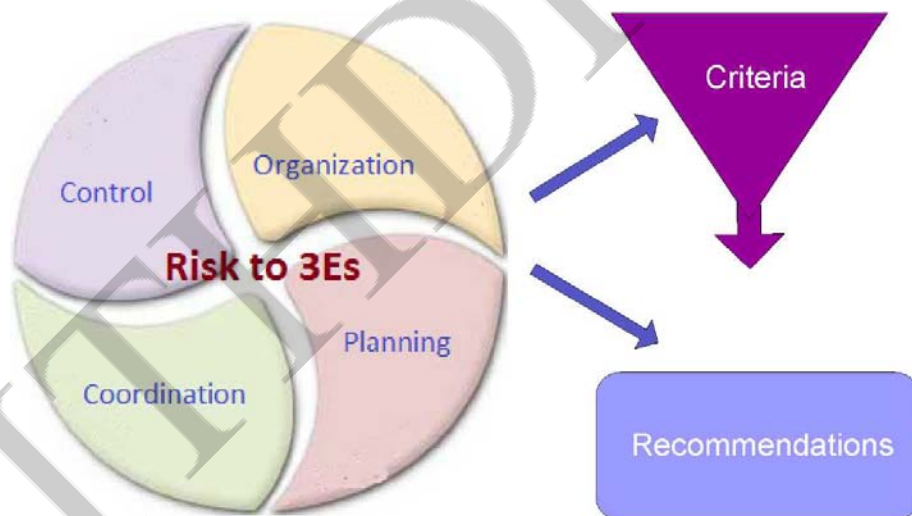 Criteria
Organization
Control
Risk to 3Es
Planning
Coordination
Recommendations